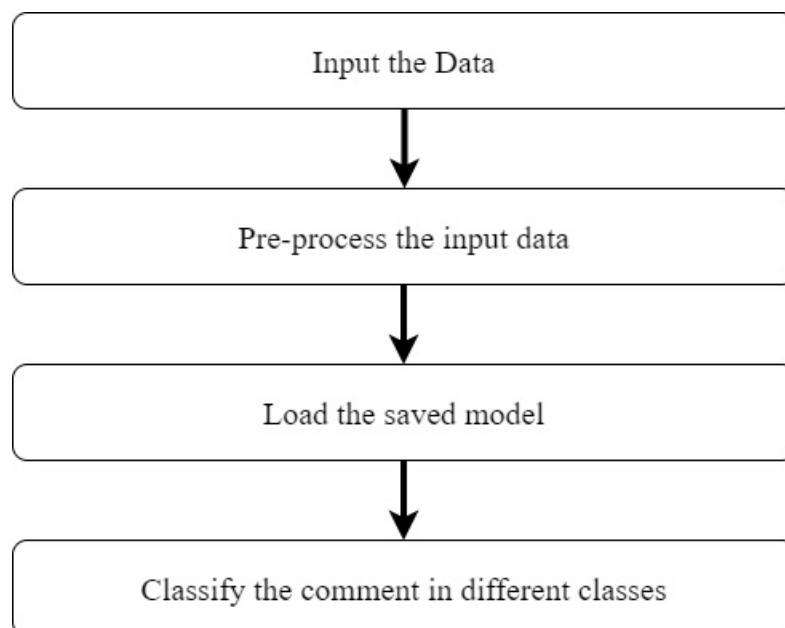 Input the Data
Pre-process the input data
Load the saved model
Classify the comment in different classes